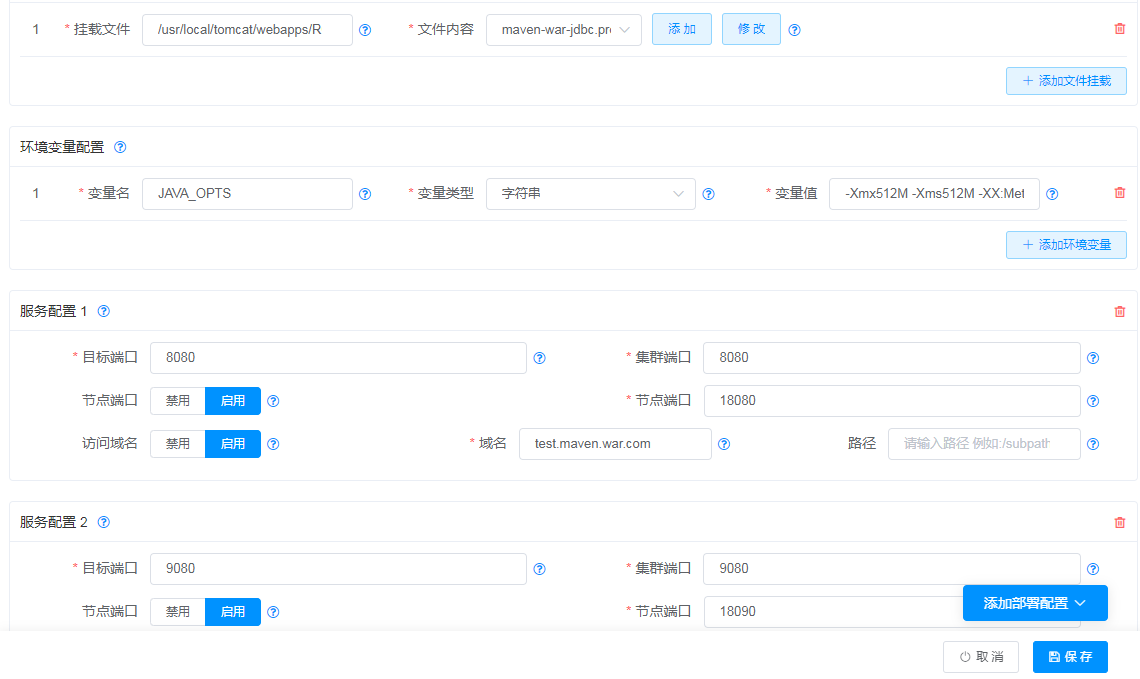 1 * 挂载文件 /usr/local/tomcat/webapps/R * 文件内容 maven-war-jdbc.pro 添加 修改
+ 添加文件挂载
环境变量配置
1 * 变量名 JAVA_OPTS * 变量类型 字符串 * 变量值 -Xmx512M -Xms512M -XX:Met
+ 添加环境变量
服务配置 1
* 目标端口 8080 * 集群端口 8080
节点端口 禁用 启用 * 节点端口 18080
访问域名 禁用 启用 * 域名 test.maven.war.com 路径 请输入路径 例如:/subpath
服务配置 2
* 目标端口 9080 * 集群端口 9080
节点端口 禁用 启用 * 节点端口 18090
添加部署配置
取消 保存